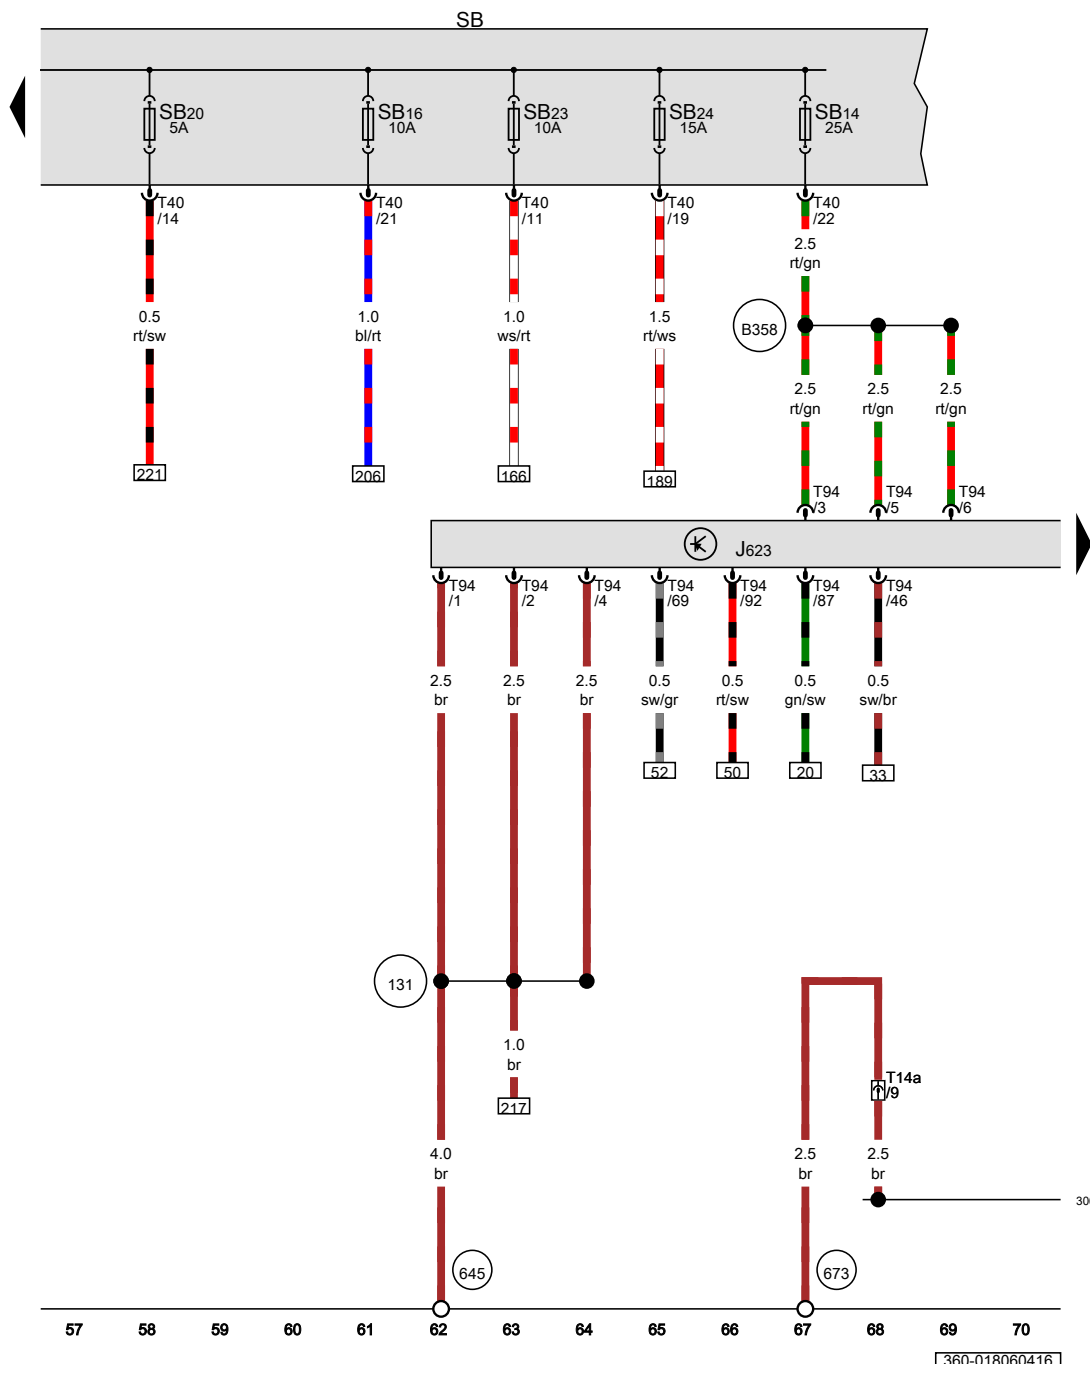 SB
SB20 SB16 SB23 SB24 SB14
5A 10A 10A 15A 25A
T40 T40 T40 T40 T40
/14 /21 /11 /19 /22
2.5
rt/gn
0.5 1.0 1.0 1.5
rt/sw bl/rt ws/rt rt/ws
B358
2.5 2.5 2.5
rt/gn rt/gn rt/gn
221 206 166 189
T94 T94 T94
/3 /5 /6
J623
T94 T94 T94 T94 T94 T94 T94
/1 /2 /4 /69 /92 /87 /46
2.5 2.5 2.5 0.5 0.5 0.5 0.5
br br br sw/gr rt/sw gn/sw sw/br
52 50 20 33
131
1.0
br
T14a
/9
217
4.0 2.5 2.5
br br br
645 673
57 58 59 60 61 62 63 64 65 66 67 68 69 70
360-018060416